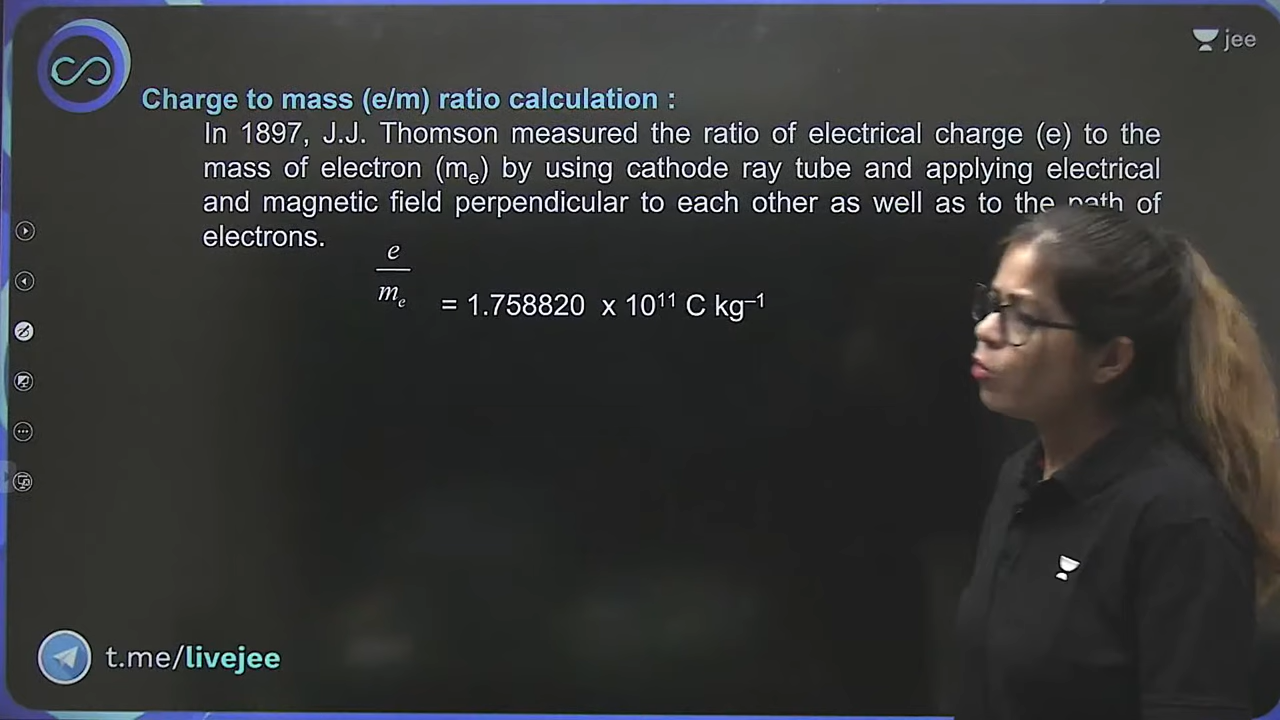 jee
Charge to mass (e/m) ratio calculation :
In 1897, J.J. Thomson measured the ratio of electrical charge (e) to the
mass of electron (mₑ) by using cathode ray tube and applying electrical
and magnetic field perpendicular to each other as well as to the path of
electrons.
e
mₑ
= 1.758820 x 10¹¹ C kg⁻¹
t.me/livejee